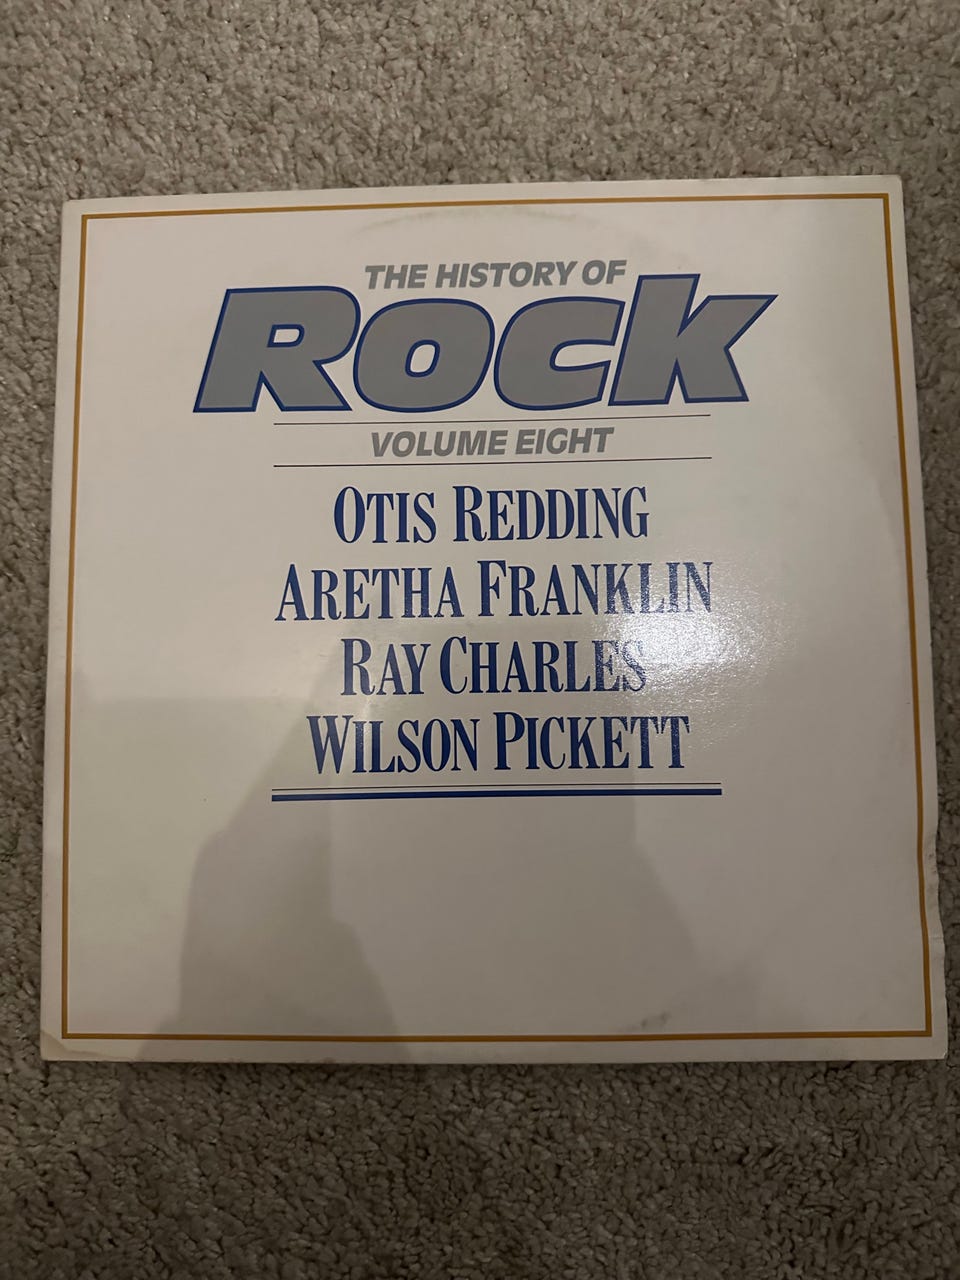 THE HISTORY OF
ROCK
VOLUME EIGHT
OTIS REDDING
ARETHA FRANKLIN
RAY CHARLES
WILSON PICKETT